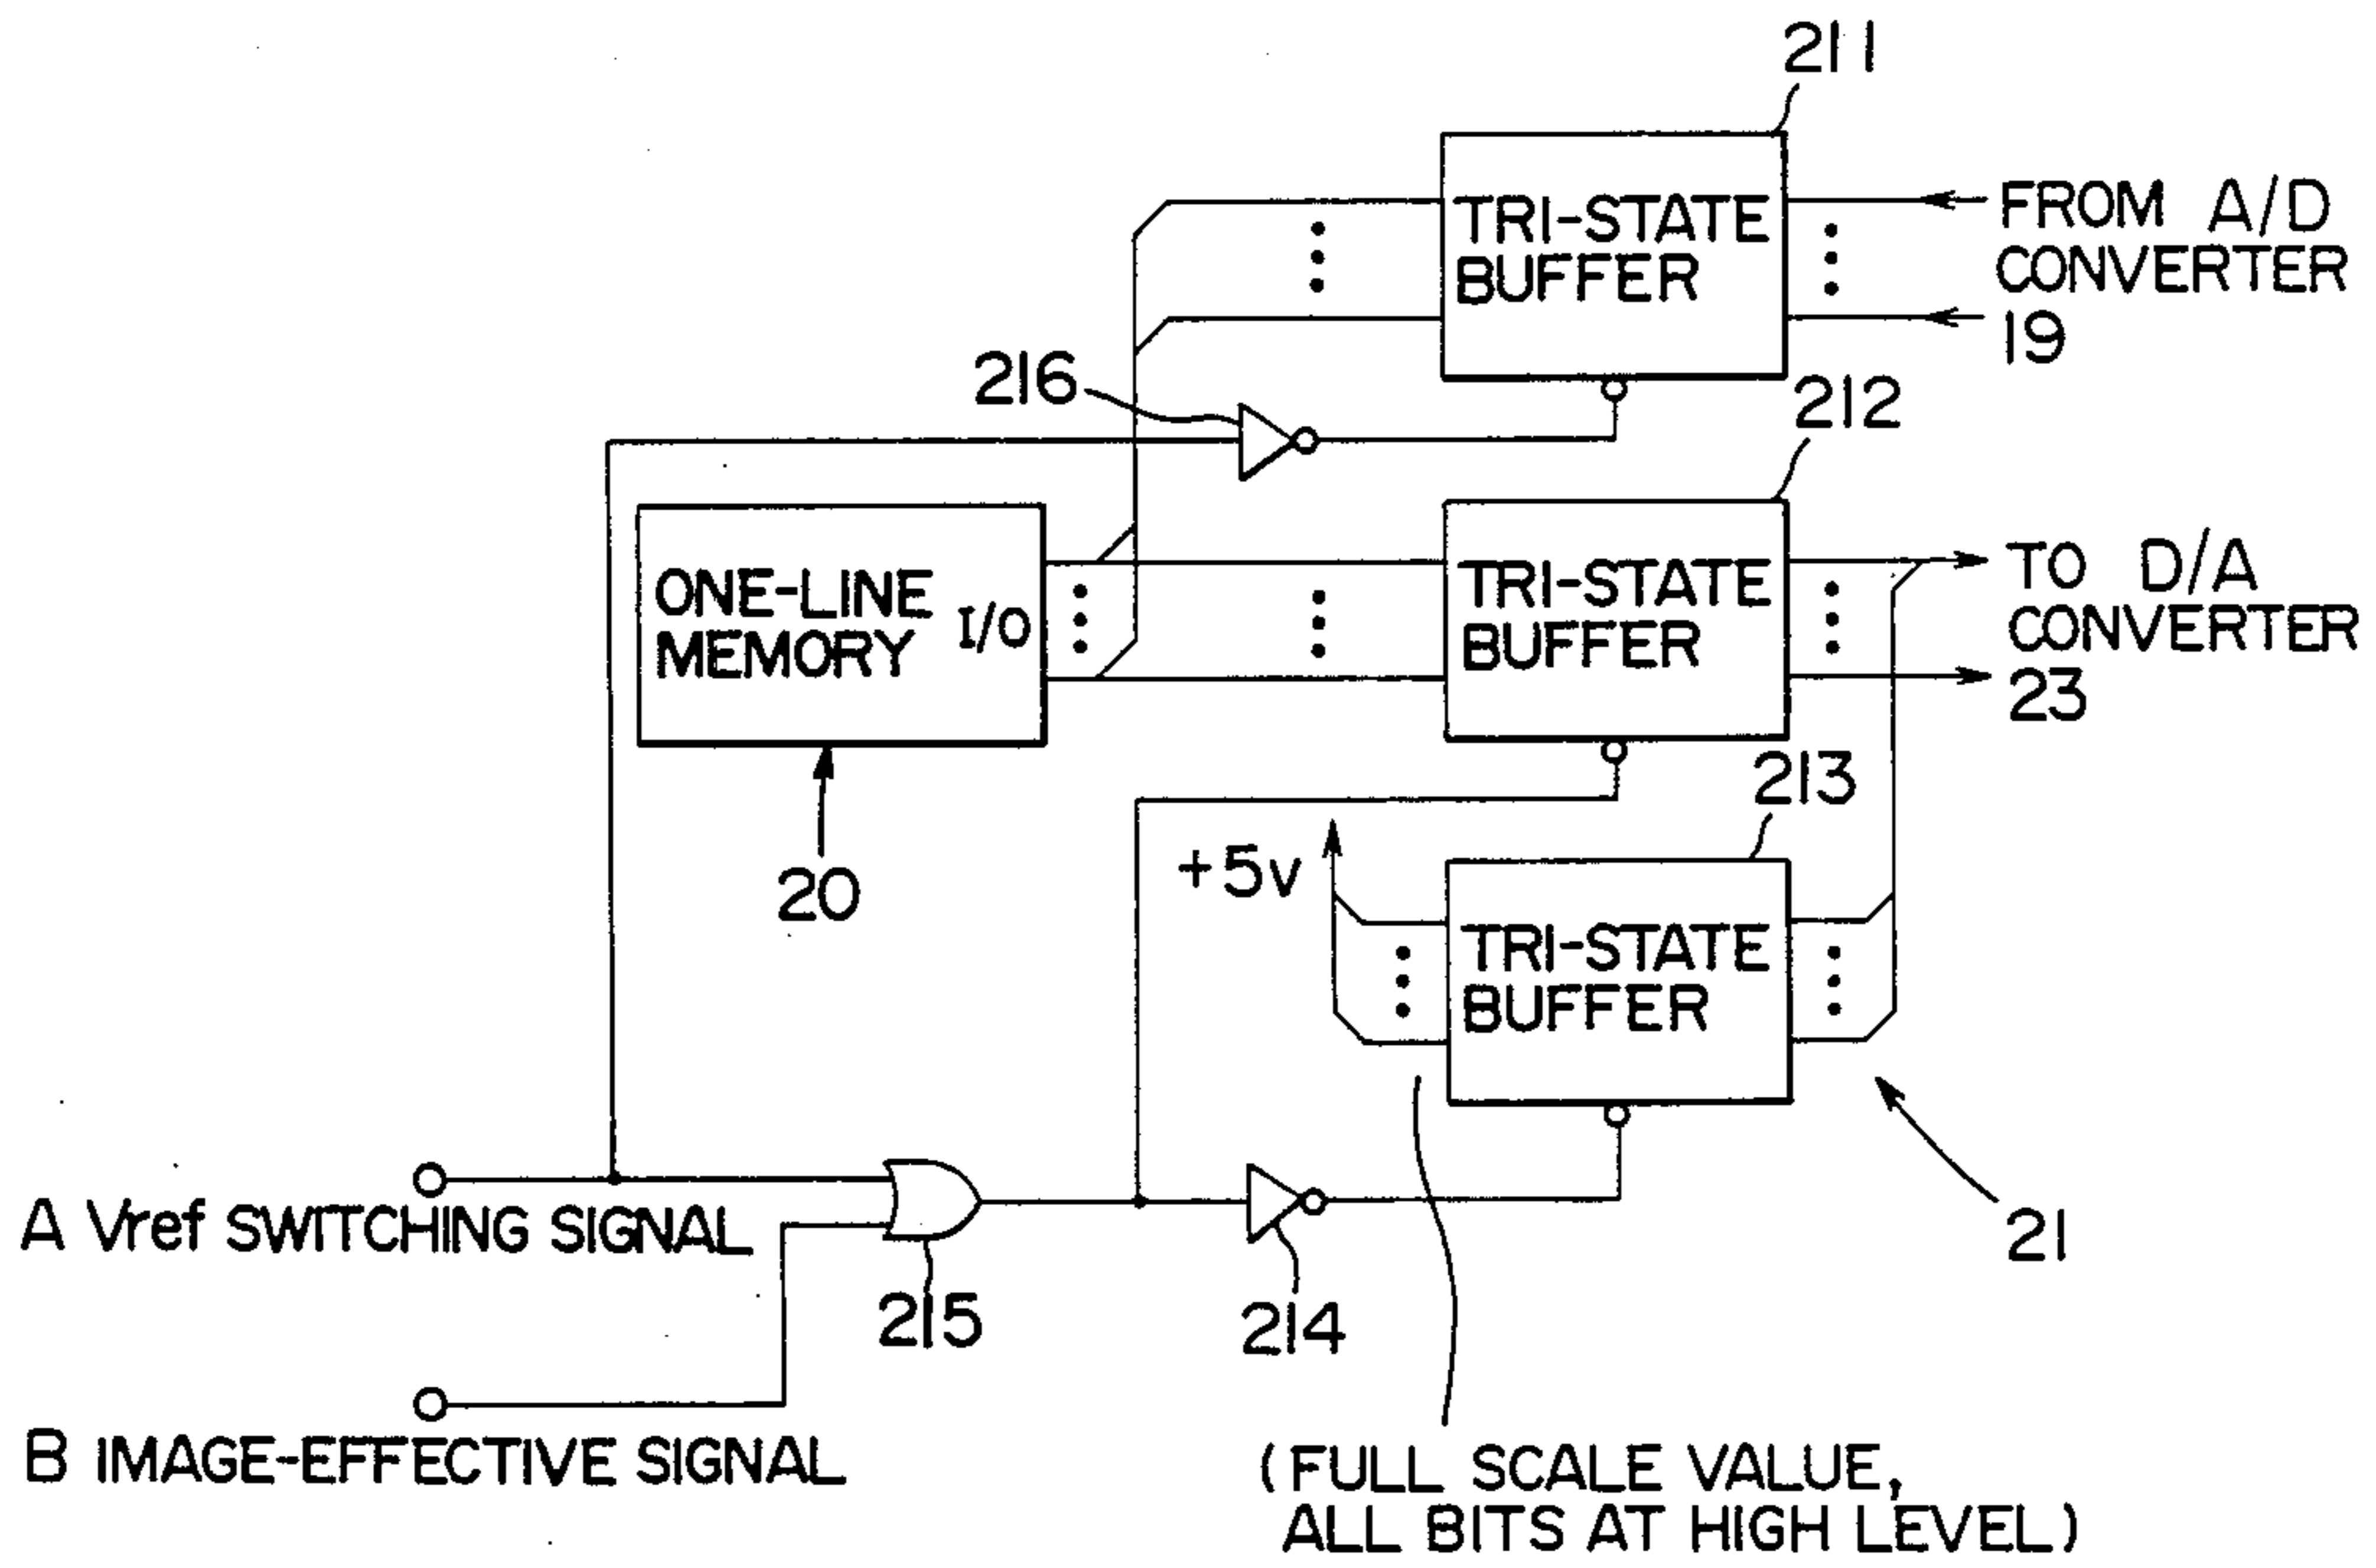 211
TRI-STATE
BUFFER
FROM A/D
CONVERTER
19
216
212
ONE-LINE
MEMORY
I/O
TRI-STATE
BUFFER
TO D/A
CONVERTER
23
20
+5v
213
TRI-STATE
BUFFER
21
A Vref SWITCHING SIGNAL
215
214
B IMAGE-EFFECTIVE SIGNAL
(FULL SCALE VALUE,
ALL BITS AT HIGH LEVEL)